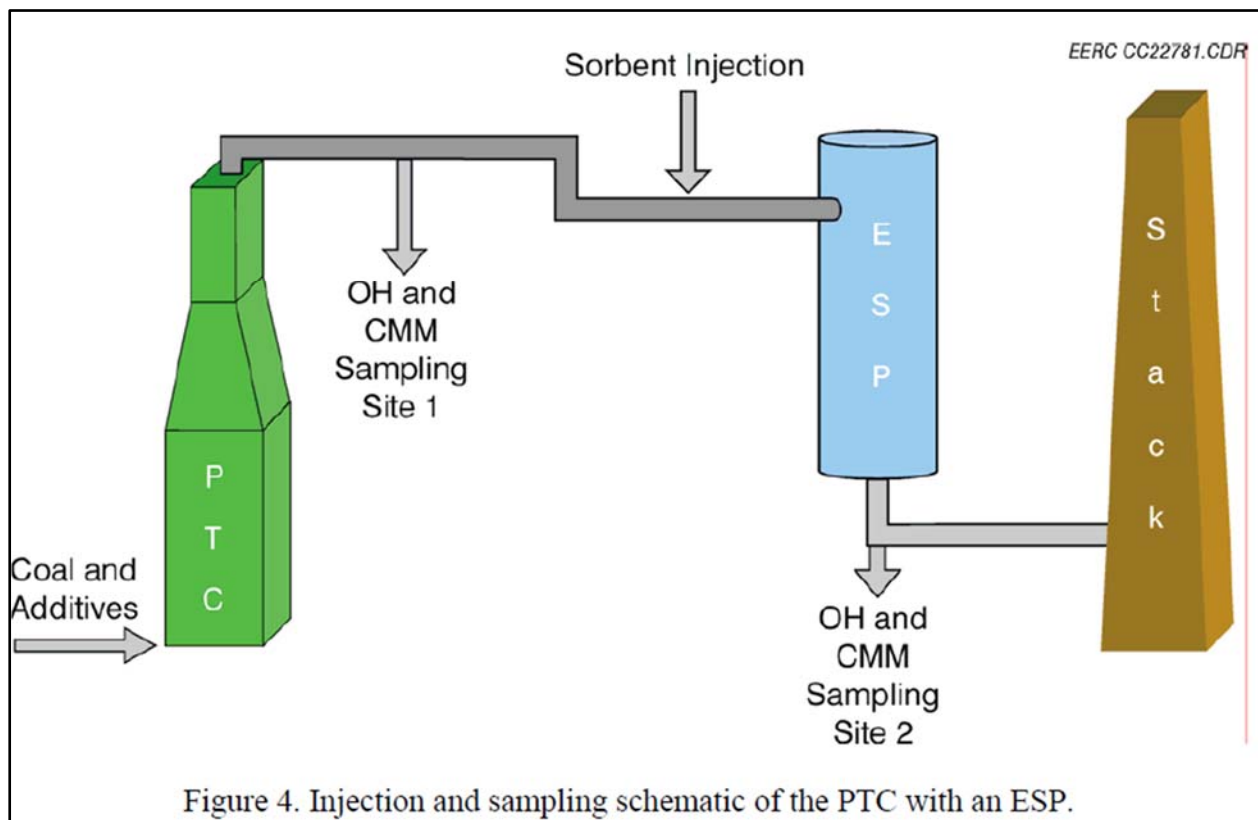 EERC CC22781.CDR
Sorbent Injection
OH and
CMM
Sampling
Site 1
E
S
P
S
t
a
c
k
P
T
C
Coal and
Additives
OH and
CMM
Sampling
Site 2
Figure 4. Injection and sampling schematic of the PTC with an ESP.